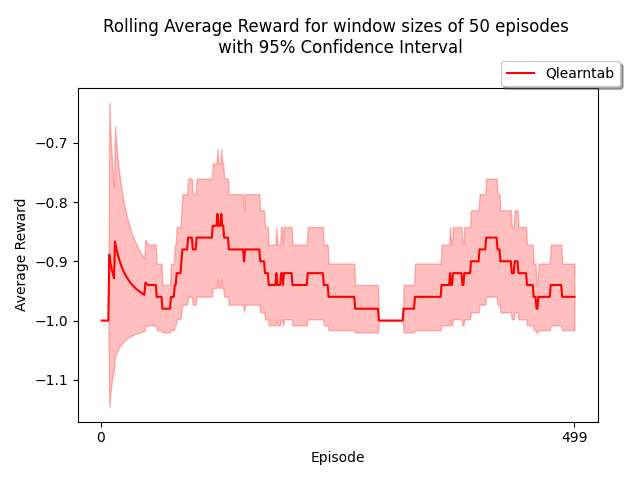 Rolling Average Reward for window sizes of 50 episodes
with 95% Confidence Interval
Qlearntab
−0.7
−0.8
−0.9
−1.0
−1.1
Average Reward
0
499
Episode